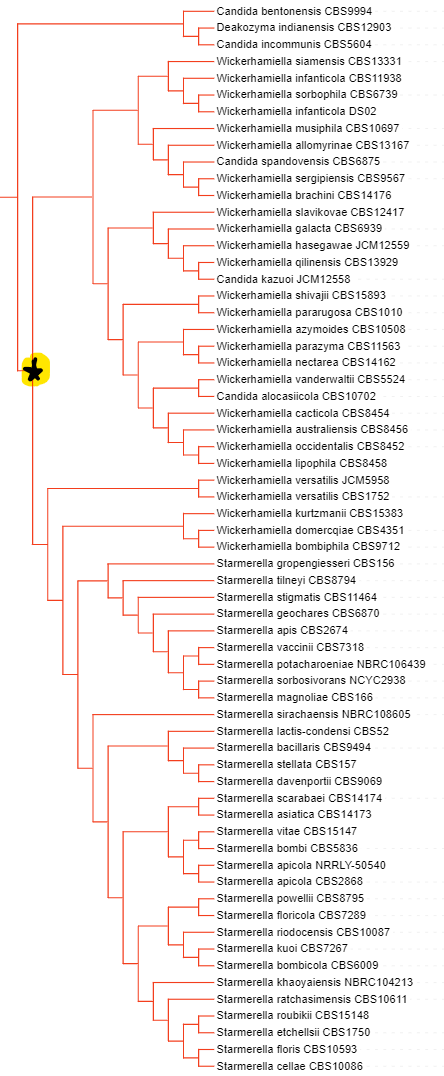 Candida bentonensis CBS9994
Deakozyma indianensis CBS12903
Candida incommunis CBS5604
Wickerhamiella siamensis CBS13331
Wickerhamiella infanticola CBS11938
Wickerhamiella sorbophila CBS6739
Wickerhamiella infanticola DS02
Wickerhamiella musiphila CBS10697
Wickerhamiella allomyrinae CBS13167
Candida spandovensis CBS6875
Wickerhamiella sergipiensis CBS9567
Wickerhamiella brachini CBS14176
Wickerhamiella slavikovae CBS12417
Wickerhamiella galacta CBS6939
Wickerhamiella hasegawae JCM12559
Wickerhamiella qilinensis CBS13929
Candida kazuoi JCM12558
Wickerhamiella shivajii CBS15893
Wickerhamiella pararugosa CBS1010
Wickerhamiella azymoides CBS10508
Wickerhamiella parazyma CBS11563
Wickerhamiella nectarea CBS14162
Wickerhamiella vanderwaltii CBS5524
Candida alocasiicola CBS10702
Wickerhamiella cacticola CBS8454
Wickerhamiella australiensis CBS8456
Wickerhamiella occidentalis CBS8452
Wickerhamiella lipophila CBS8458
Wickerhamiella versatilis JCM5958
Wickerhamiella versatilis CBS1752
Wickerhamiella kurtzmanii CBS15383
Wickerhamiella domercqiae CBS4351
Wickerhamiella bombiphila CBS9712
Starmerella gropengiesseri CBS156
Starmerella tilneyi CBS8794
Starmerella stigmatis CBS11464
Starmerella geochares CBS6870
Starmerella apis CBS2674
Starmerella vaccinii CBS7318
Starmerella potacharoeniae NBRC106439
Starmerella sorbosivorans NCYC2938
Starmerella magnoliae CBS166
Starmerella sirachaensis NBRC108605
Starmerella lactis-condensi CBS52
Starmerella bacillaris CBS9494
Starmerella stellata CBS157
Starmerella davenportii CBS9069
Starmerella scarabaei CBS14174
Starmerella asiatica CBS14173
Starmerella vitae CBS15147
Starmerella bombi CBS5836
Starmerella apicola NRRLY-50540
Starmerella apicola CBS2868
Starmerella powellii CBS8795
Starmerella floricola CBS7289
Starmerella riodocensis CBS10087
Starmerella kuoi CBS7267
Starmerella bombicola CBS6009
Starmerella khaoyaiensis NBRC104213
Starmerella ratchasimensis CBS10611
Starmerella roubikii CBS15148
Starmerella etchellsii CBS1750
Starmerella floris CBS10593
Starmerella cellae CBS10086